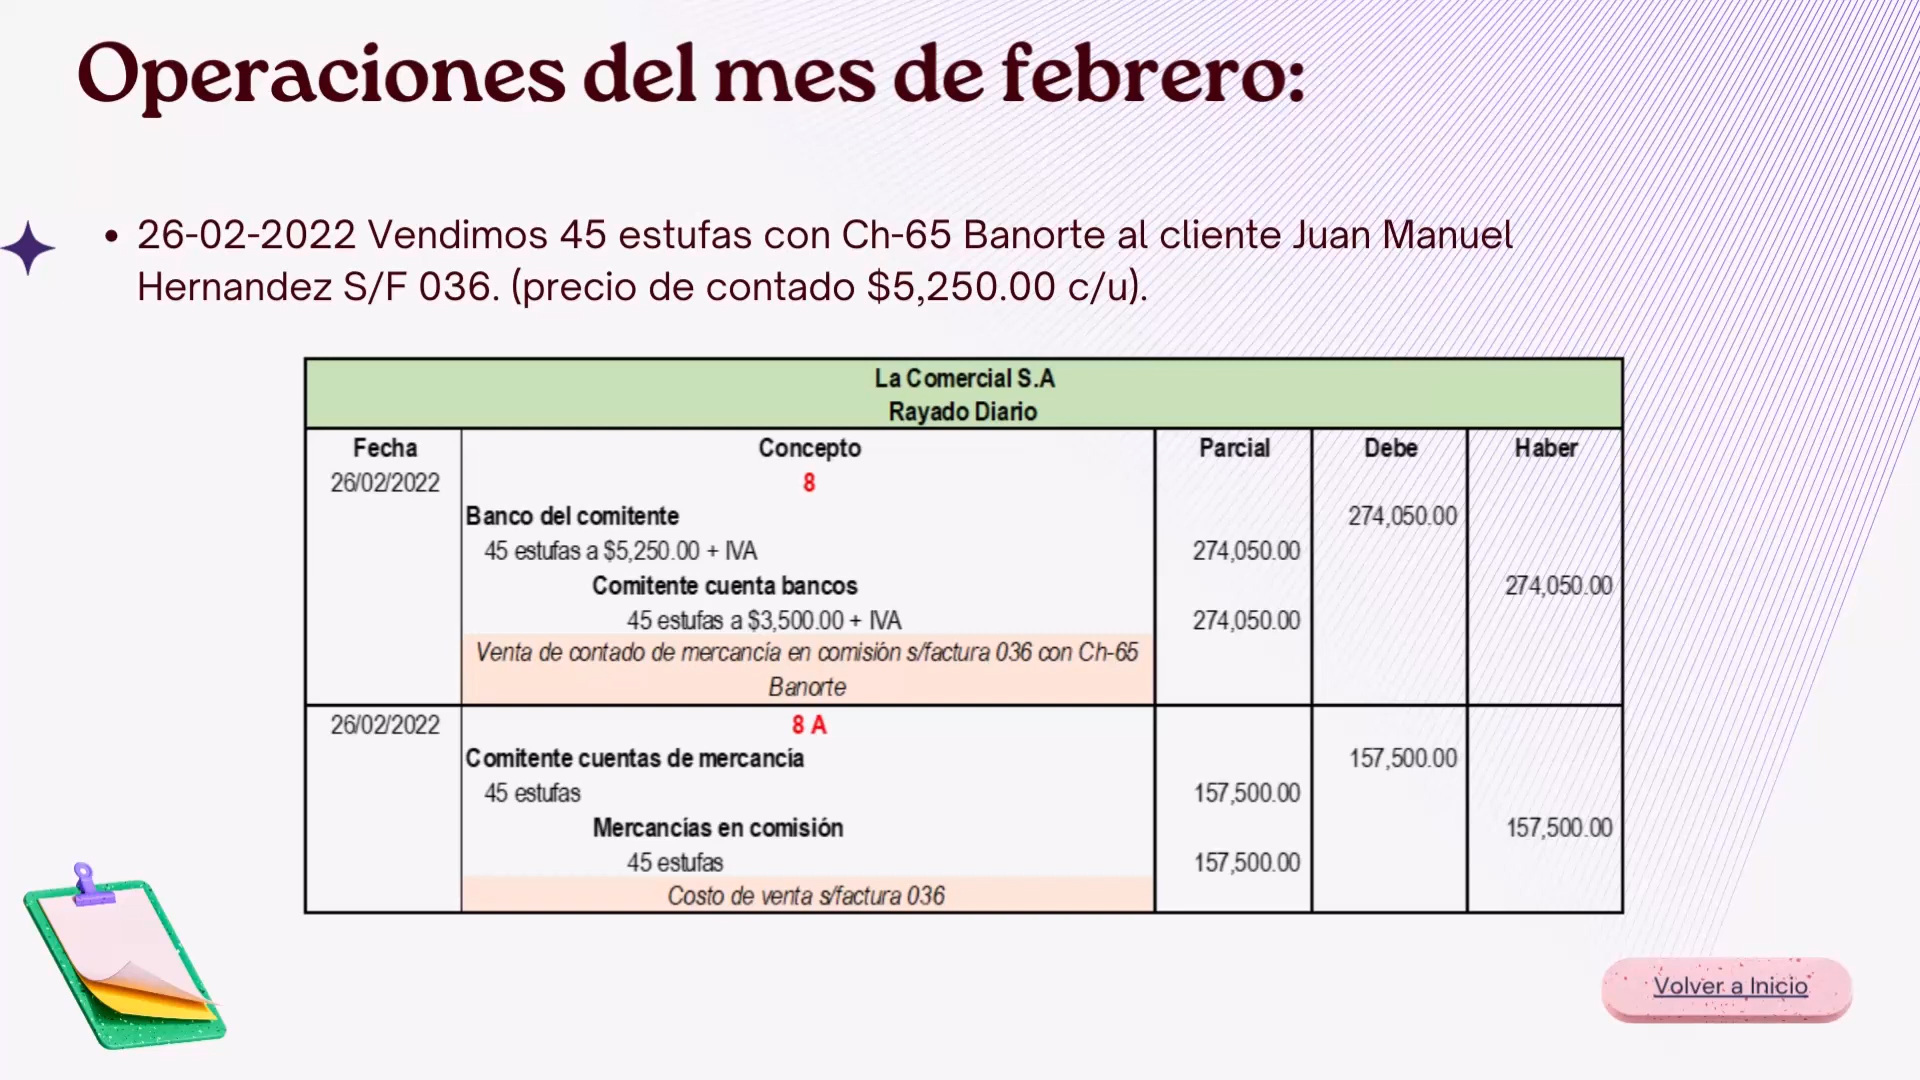 Operaciones del mes de febrero:
• 26-02-2022 Vendimos 45 estufas con Ch-65 Banorte al cliente Juan Manuel
Hernandez S/F 036. (precio de contado $5,250.00 c/u).
La Comercial S.A
Rayado Diario
Fecha Concepto Parcial Debe Haber
26/02/2022 8
Banco del comitente 274,050.00
45 estufas a $5,250.00 + IVA 274,050.00
Comitente cuenta bancos 274,050.00
45 estufas a $3,500.00 + IVA 274,050.00
Venta de contado de mercancía en comisión s/factura 036 con Ch-65
Banorte
26/02/2022 8 A
Comitente cuentas de mercancía 157,500.00
45 estufas 157,500.00
Mercancías en comisión 157,500.00
45 estufas 157,500.00
Costo de venta s/factura 036
Volver a Inicio